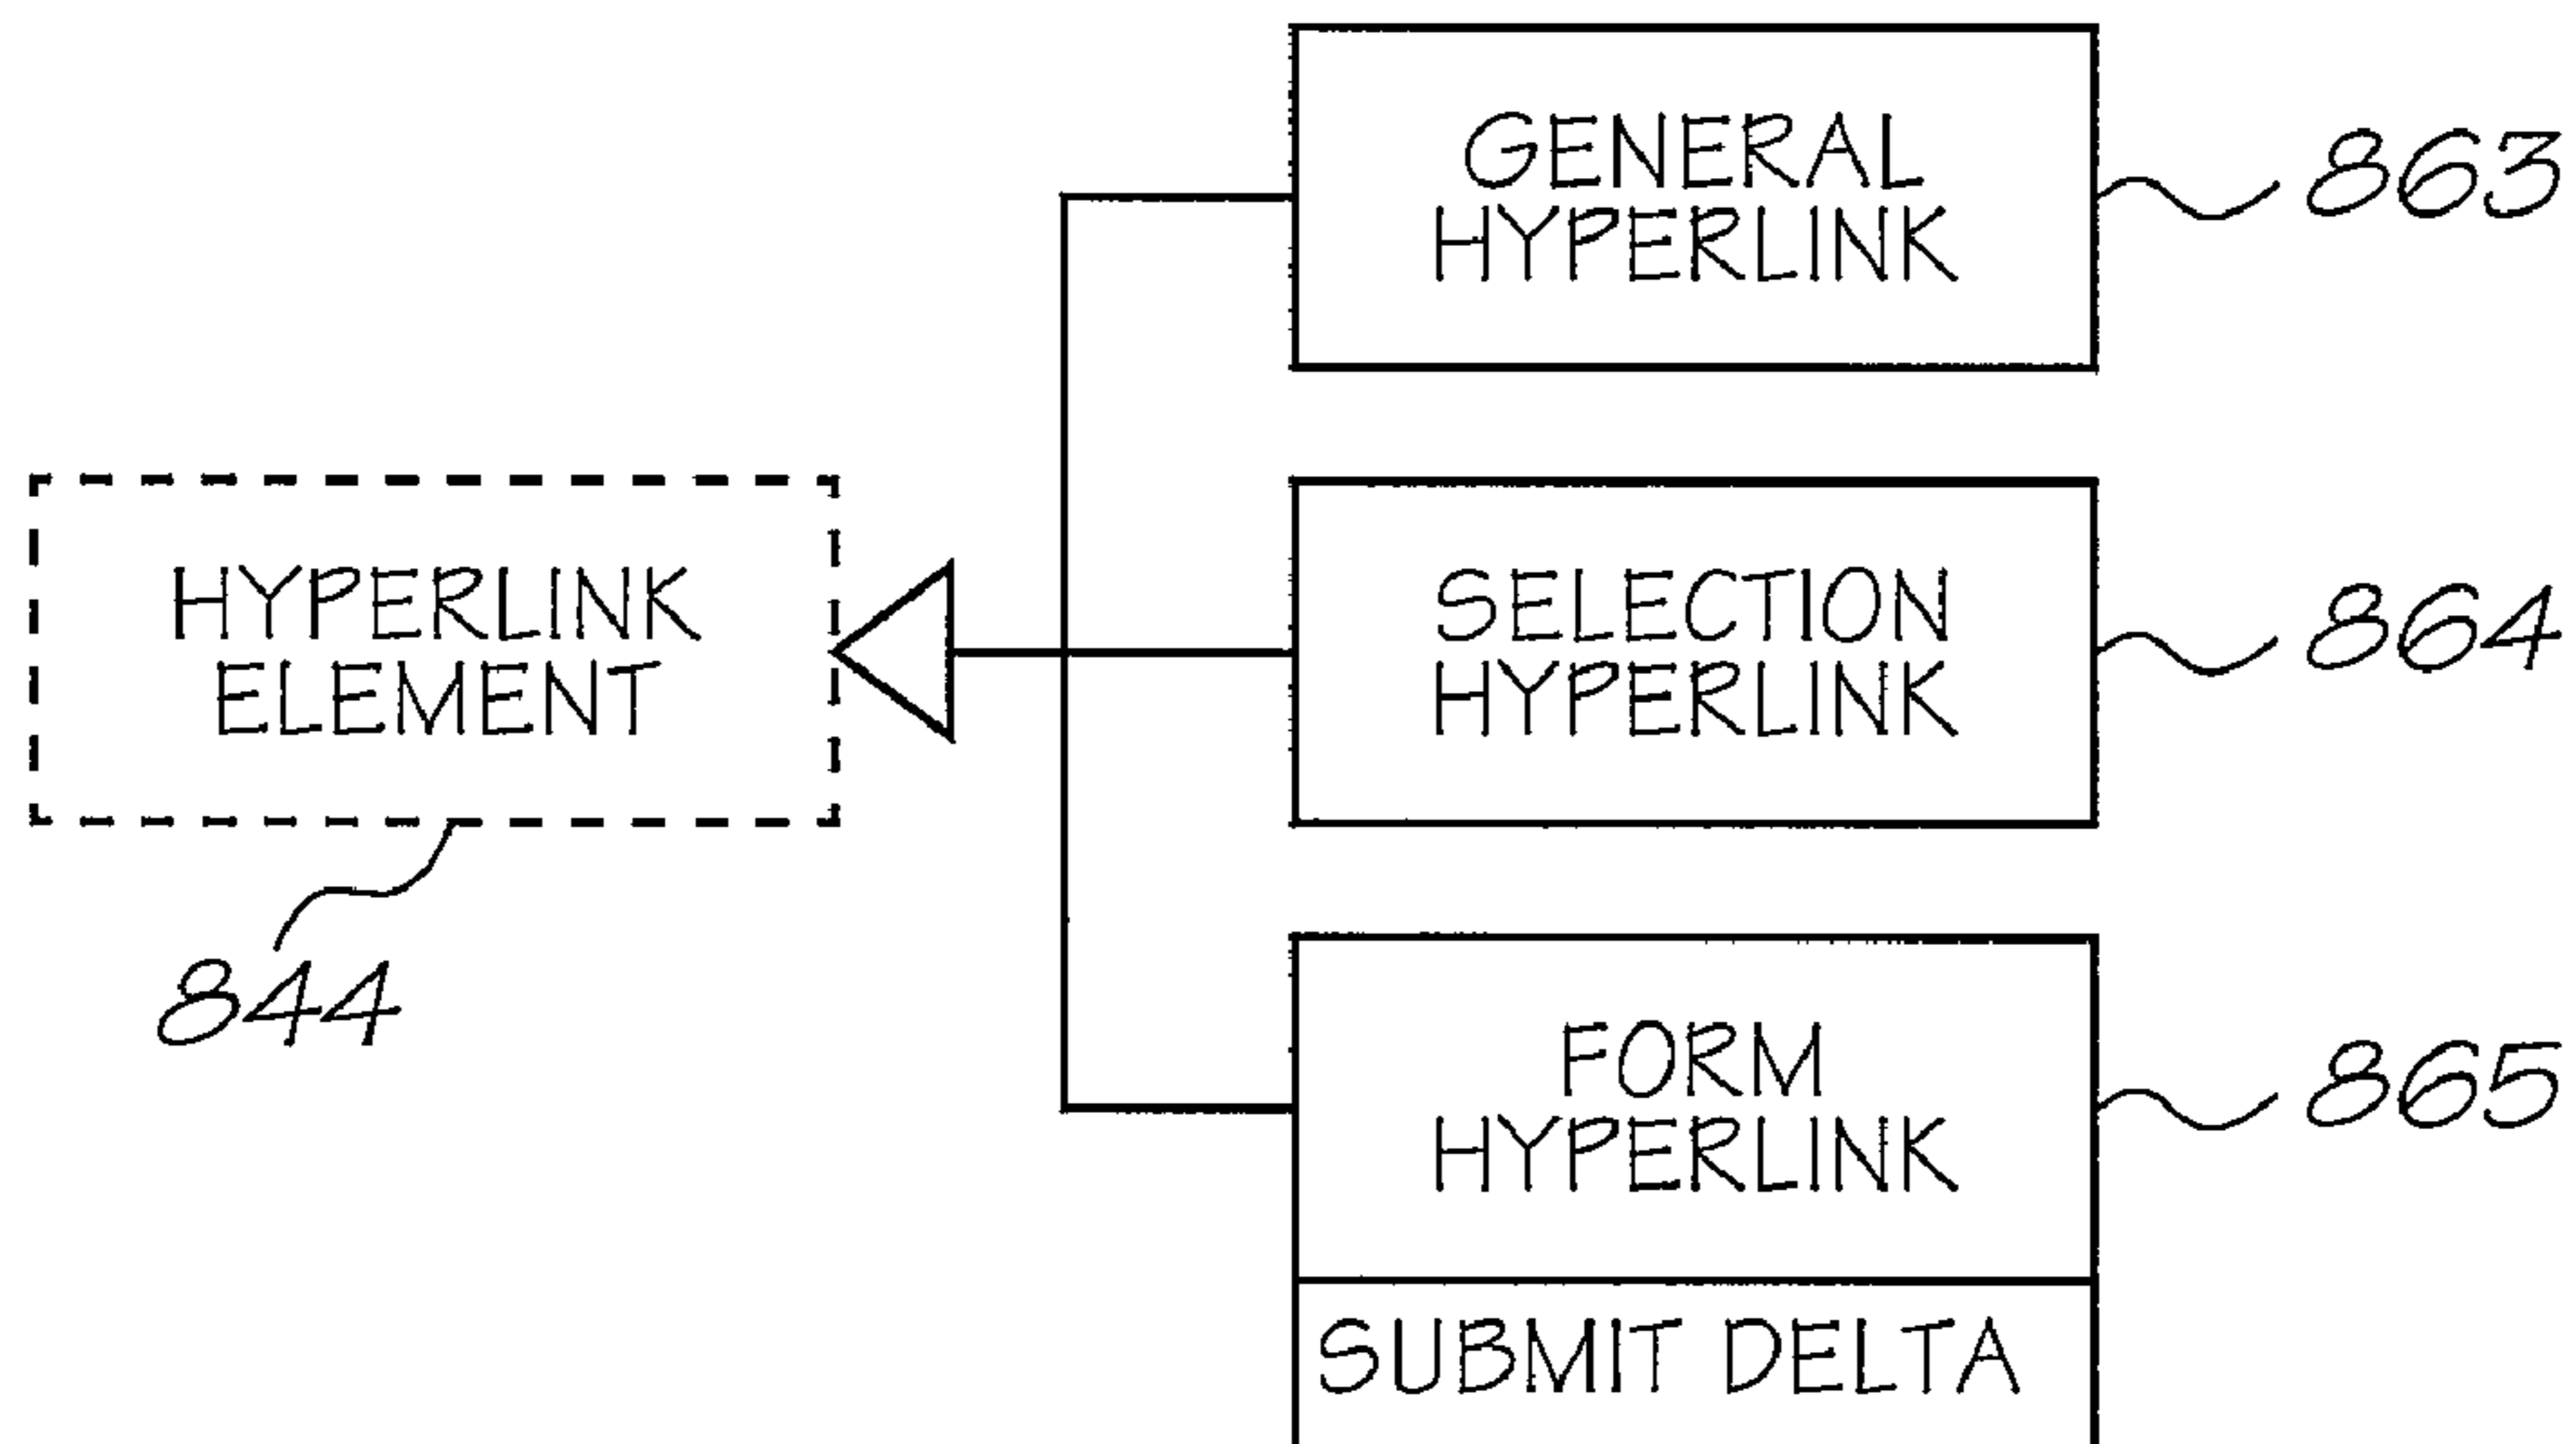 GENERAL
HYPERLINK
863
HYPERLINK
ELEMENT
844
SELECTION
HYPERLINK
864
FORM
HYPERLINK
865
SUBMIT DELTA